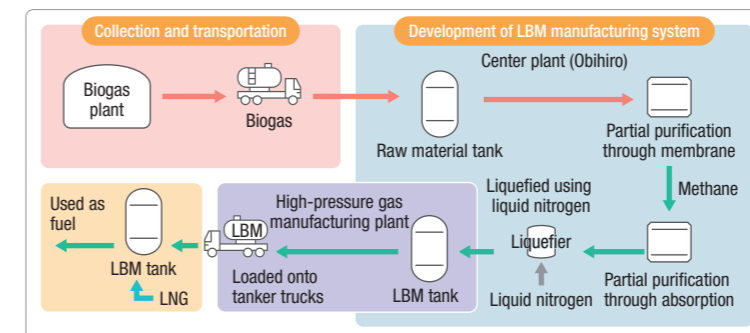 Collection and transportation
Development of LBM manufacturing system
Center plant (Obihiro)
Biogas
plant
Biogas
Raw material tank
Partial purification
through membrane
Methane
Partial purification
through absorption
Liquefied using
liquid nitrogen
Liquefier
Liquid nitrogen
High-pressure gas
manufacturing plant
LBM tank
LBM
Loaded onto
tanker trucks
Used as
fuel
LBM tank
LNG